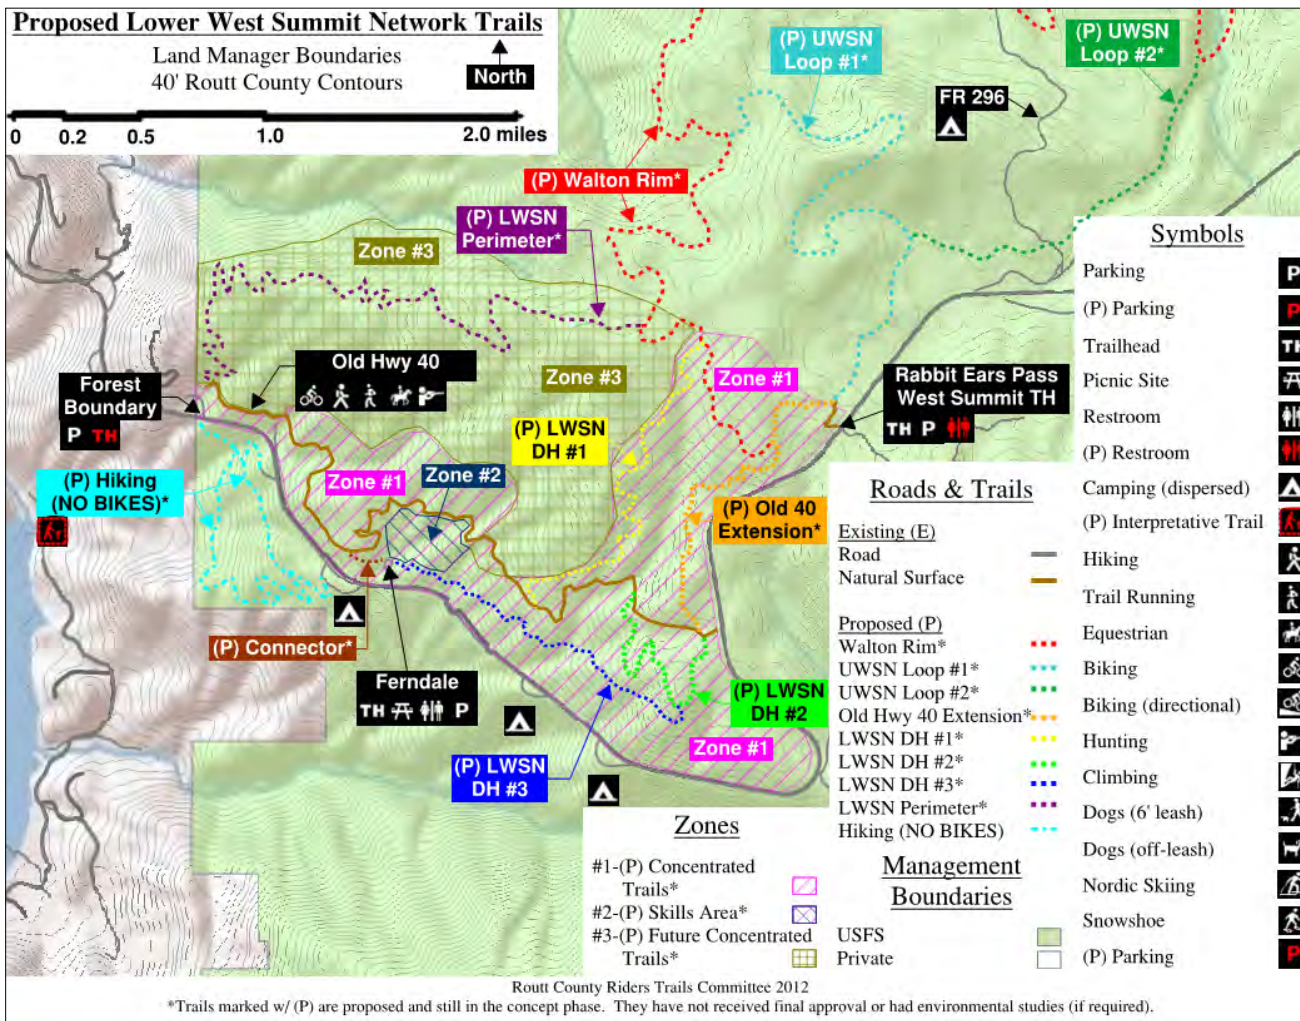 Proposed Lower West Summit Network Trails
Land Manager Boundaries
40' Routt County Contours
North
0 0.2 0.5 1.0 2.0 miles
(P) UWSN
Loop #1*
(P) UWSN
Loop #2*
FR 296
(P) Walton Rim*
(P) LWSN
Perimeter*
Zone #3
Old Hwy 40
Forest
Boundary
P TH
Zone #3
Zone #1
Rabbit Ears Pass
West Summit TH
TH P
(P) LWSN
DH #1
(P) Hiking
(NO BIKES)*
Zone #1
Zone #2
(P) Old 40
Extension*
(P) Connector*
Ferndale
TH P
(P) LWSN
DH #2
Zone #1
(P) LWSN
DH #3
Symbols
Parking P
(P) Parking P
Trailhead TH
Picnic Site
Restroom
(P) Restroom
Camping (dispersed)
(P) Interpretative Trail
Hiking
Trail Running
Equestrian
Biking
Biking (directional)
Hunting
Climbing
Dogs (6' leash)
Dogs (off-leash)
Nordic Skiing
Snowshoe
(P) Parking P
Roads & Trails
Existing (E)
Road
Natural Surface
Proposed (P)
Walton Rim*
UWSN Loop #1*
UWSN Loop #2*
Old Hwy 40 Extension*
LWSN DH #1*
LWSN DH #2*
LWSN DH #3*
LWSN Perimeter*
Hiking (NO BIKES)
Zones
#1-(P) Concentrated
Trails*
#2-(P) Skills Area*
#3-(P) Future Concentrated
Trails*
Management
Boundaries
USFS
Private
Routt County Riders Trails Committee 2012
*Trails marked w/ (P) are proposed and still in the concept phase. They have not received final approval or had environmental studies (if required).